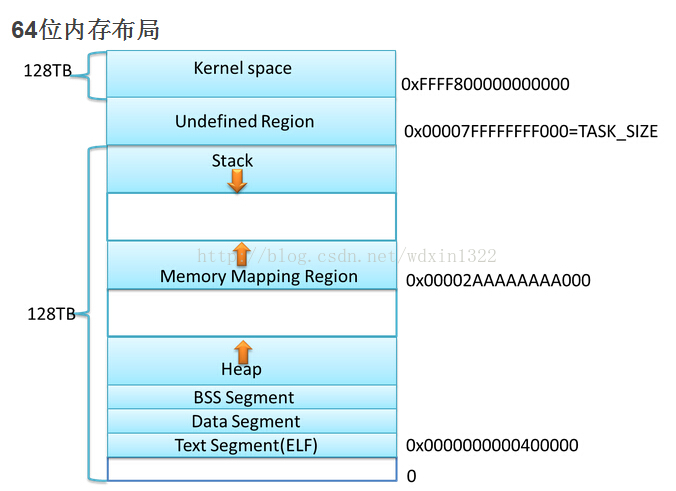 64位内存布局
128TB
Kernel space
0xFFFF800000000000
Undefined Region
0x00007FFFFFFFF000=TASK_SIZE
Stack
http://blog.csdn.net/wdxin1322
Memory Mapping Region
0x00002AAAAAAAA000
128TB
Heap
BSS Segment
Data Segment
Text Segment(ELF)
0x0000000000400000
0